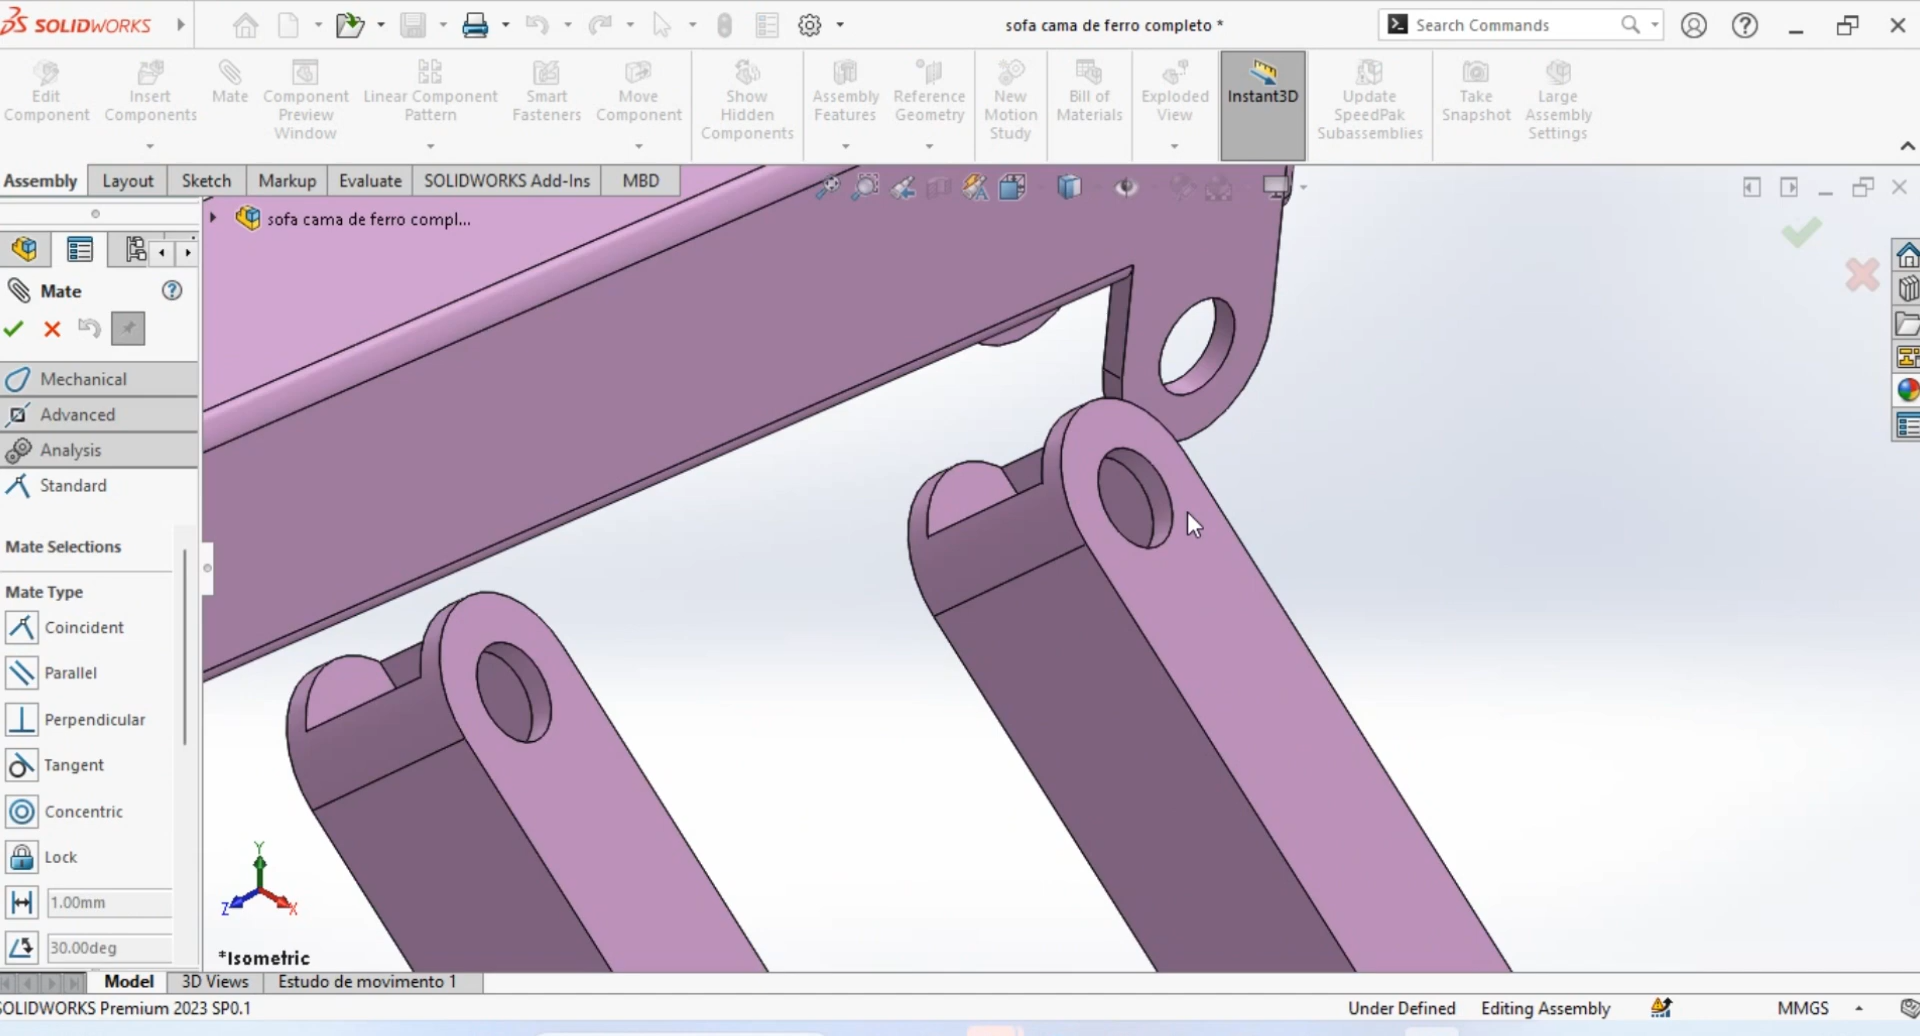 SOLIDWORKS
sofa cama de ferro completo *
Search Commands
Edit Component
Insert Components
Mate
Component Preview Window
Linear Component Pattern
Smart Fasteners
Move Component
Show Hidden Components
Assembly Features
Reference Geometry
New Motion Study
Bill of Materials
Exploded View
Instant3D
Update SpeedPak Subassemblies
Take Snapshot
Large Assembly Settings
Assembly
Layout
Sketch
Markup
Evaluate
SOLIDWORKS Add-Ins
MBD
sofa cama de ferro compl...
Mate
Mechanical
Advanced
Analysis
Standard
Mate Selections
Mate Type
Coincident
Parallel
Perpendicular
Tangent
Concentric
Lock
1.00mm
30.00deg
Y
Z
X
*Isometric
Model
3D Views
Estudo de movimento 1
SOLIDWORKS Premium 2023 SP0.1
Under Defined
Editing Assembly
MMGS